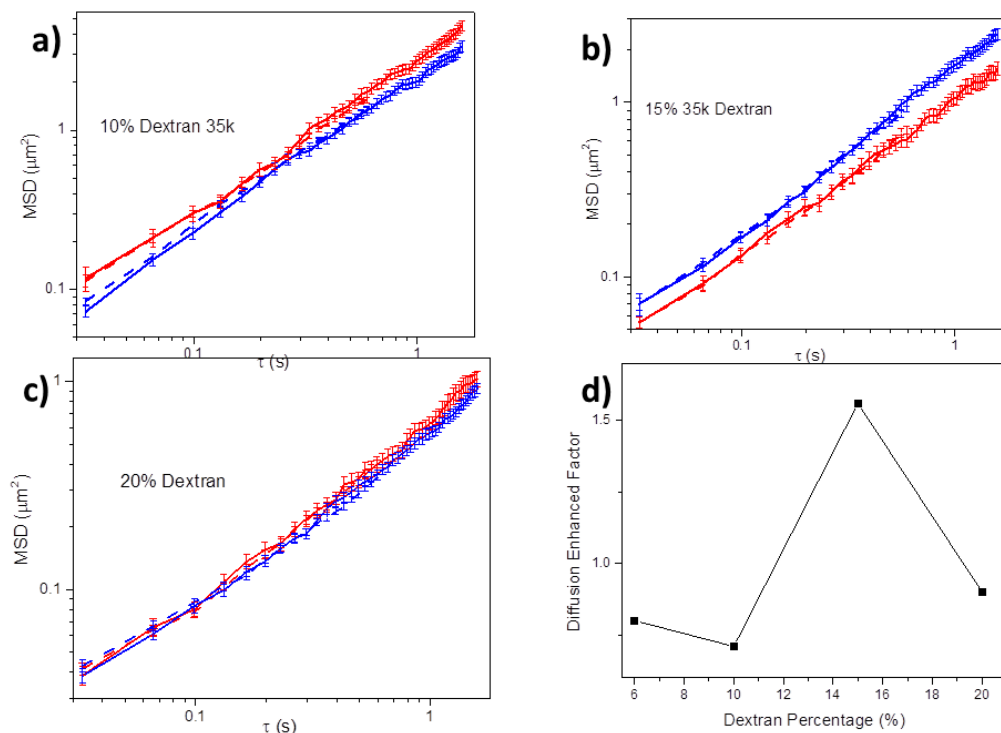 a)
10% Dextran 35k
MSD (μm²)
1
0.1
0.1
1
τ (s)
b)
15% 35k Dextran
MSD (μm²)
1
0.1
0.1
1
τ (s)
c)
20% Dextran
MSD (μm²)
1
0.1
0.1
1
τ (s)
d)
Diffusion Enhanced Factor
1.5
1.0
6 8 10 12 14 16 18 20
Dextran Percentage (%)